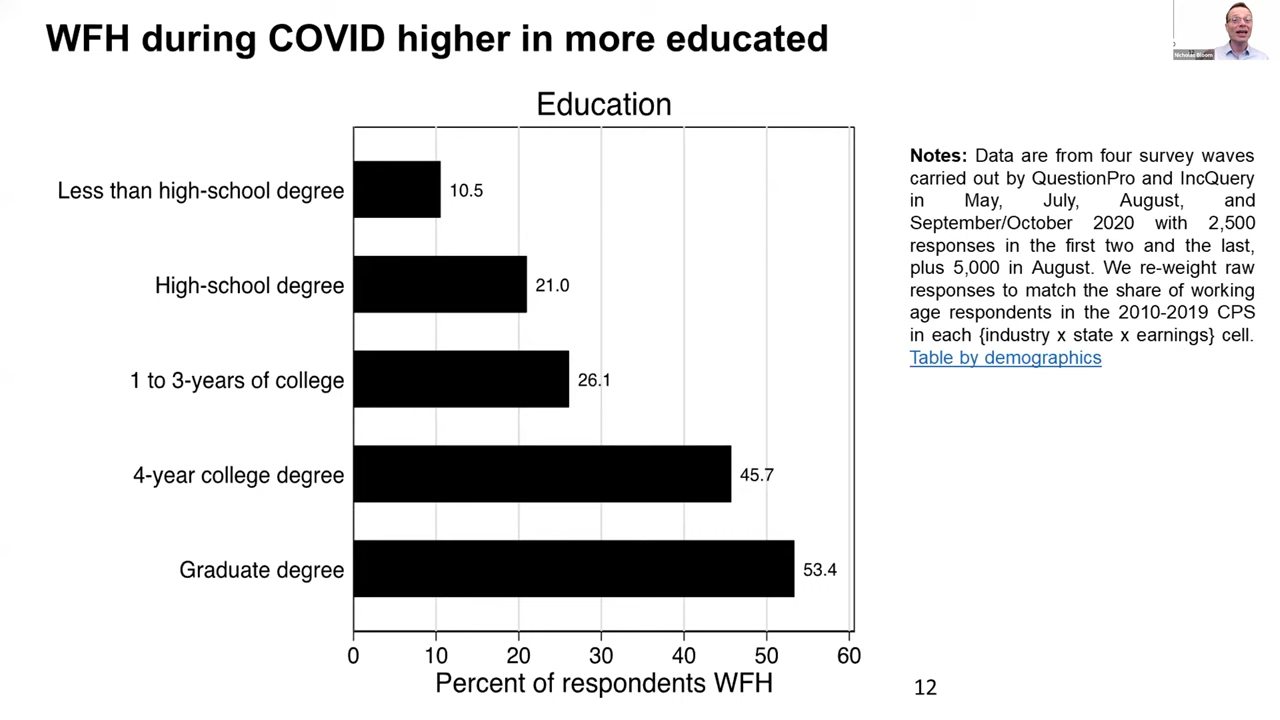 WFH during COVID higher in more educated
Nicholas Bloom
Education
Less than high-school degree
10.5
High-school degree
21.0
1 to 3-years of college
26.1
4-year college degree
45.7
Graduate degree
53.4
0 10 20 30 40 50 60
Percent of respondents WFH
Notes: Data are from four survey waves
carried out by QuestionPro and IncQuery
in May, July, August, and
September/October 2020 with 2,500
responses in the first two and the last,
plus 5,000 in August. We re-weight raw
responses to match the share of working
age respondents in the 2010-2019 CPS
in each {industry x state x earnings} cell.
Table by demographics
12